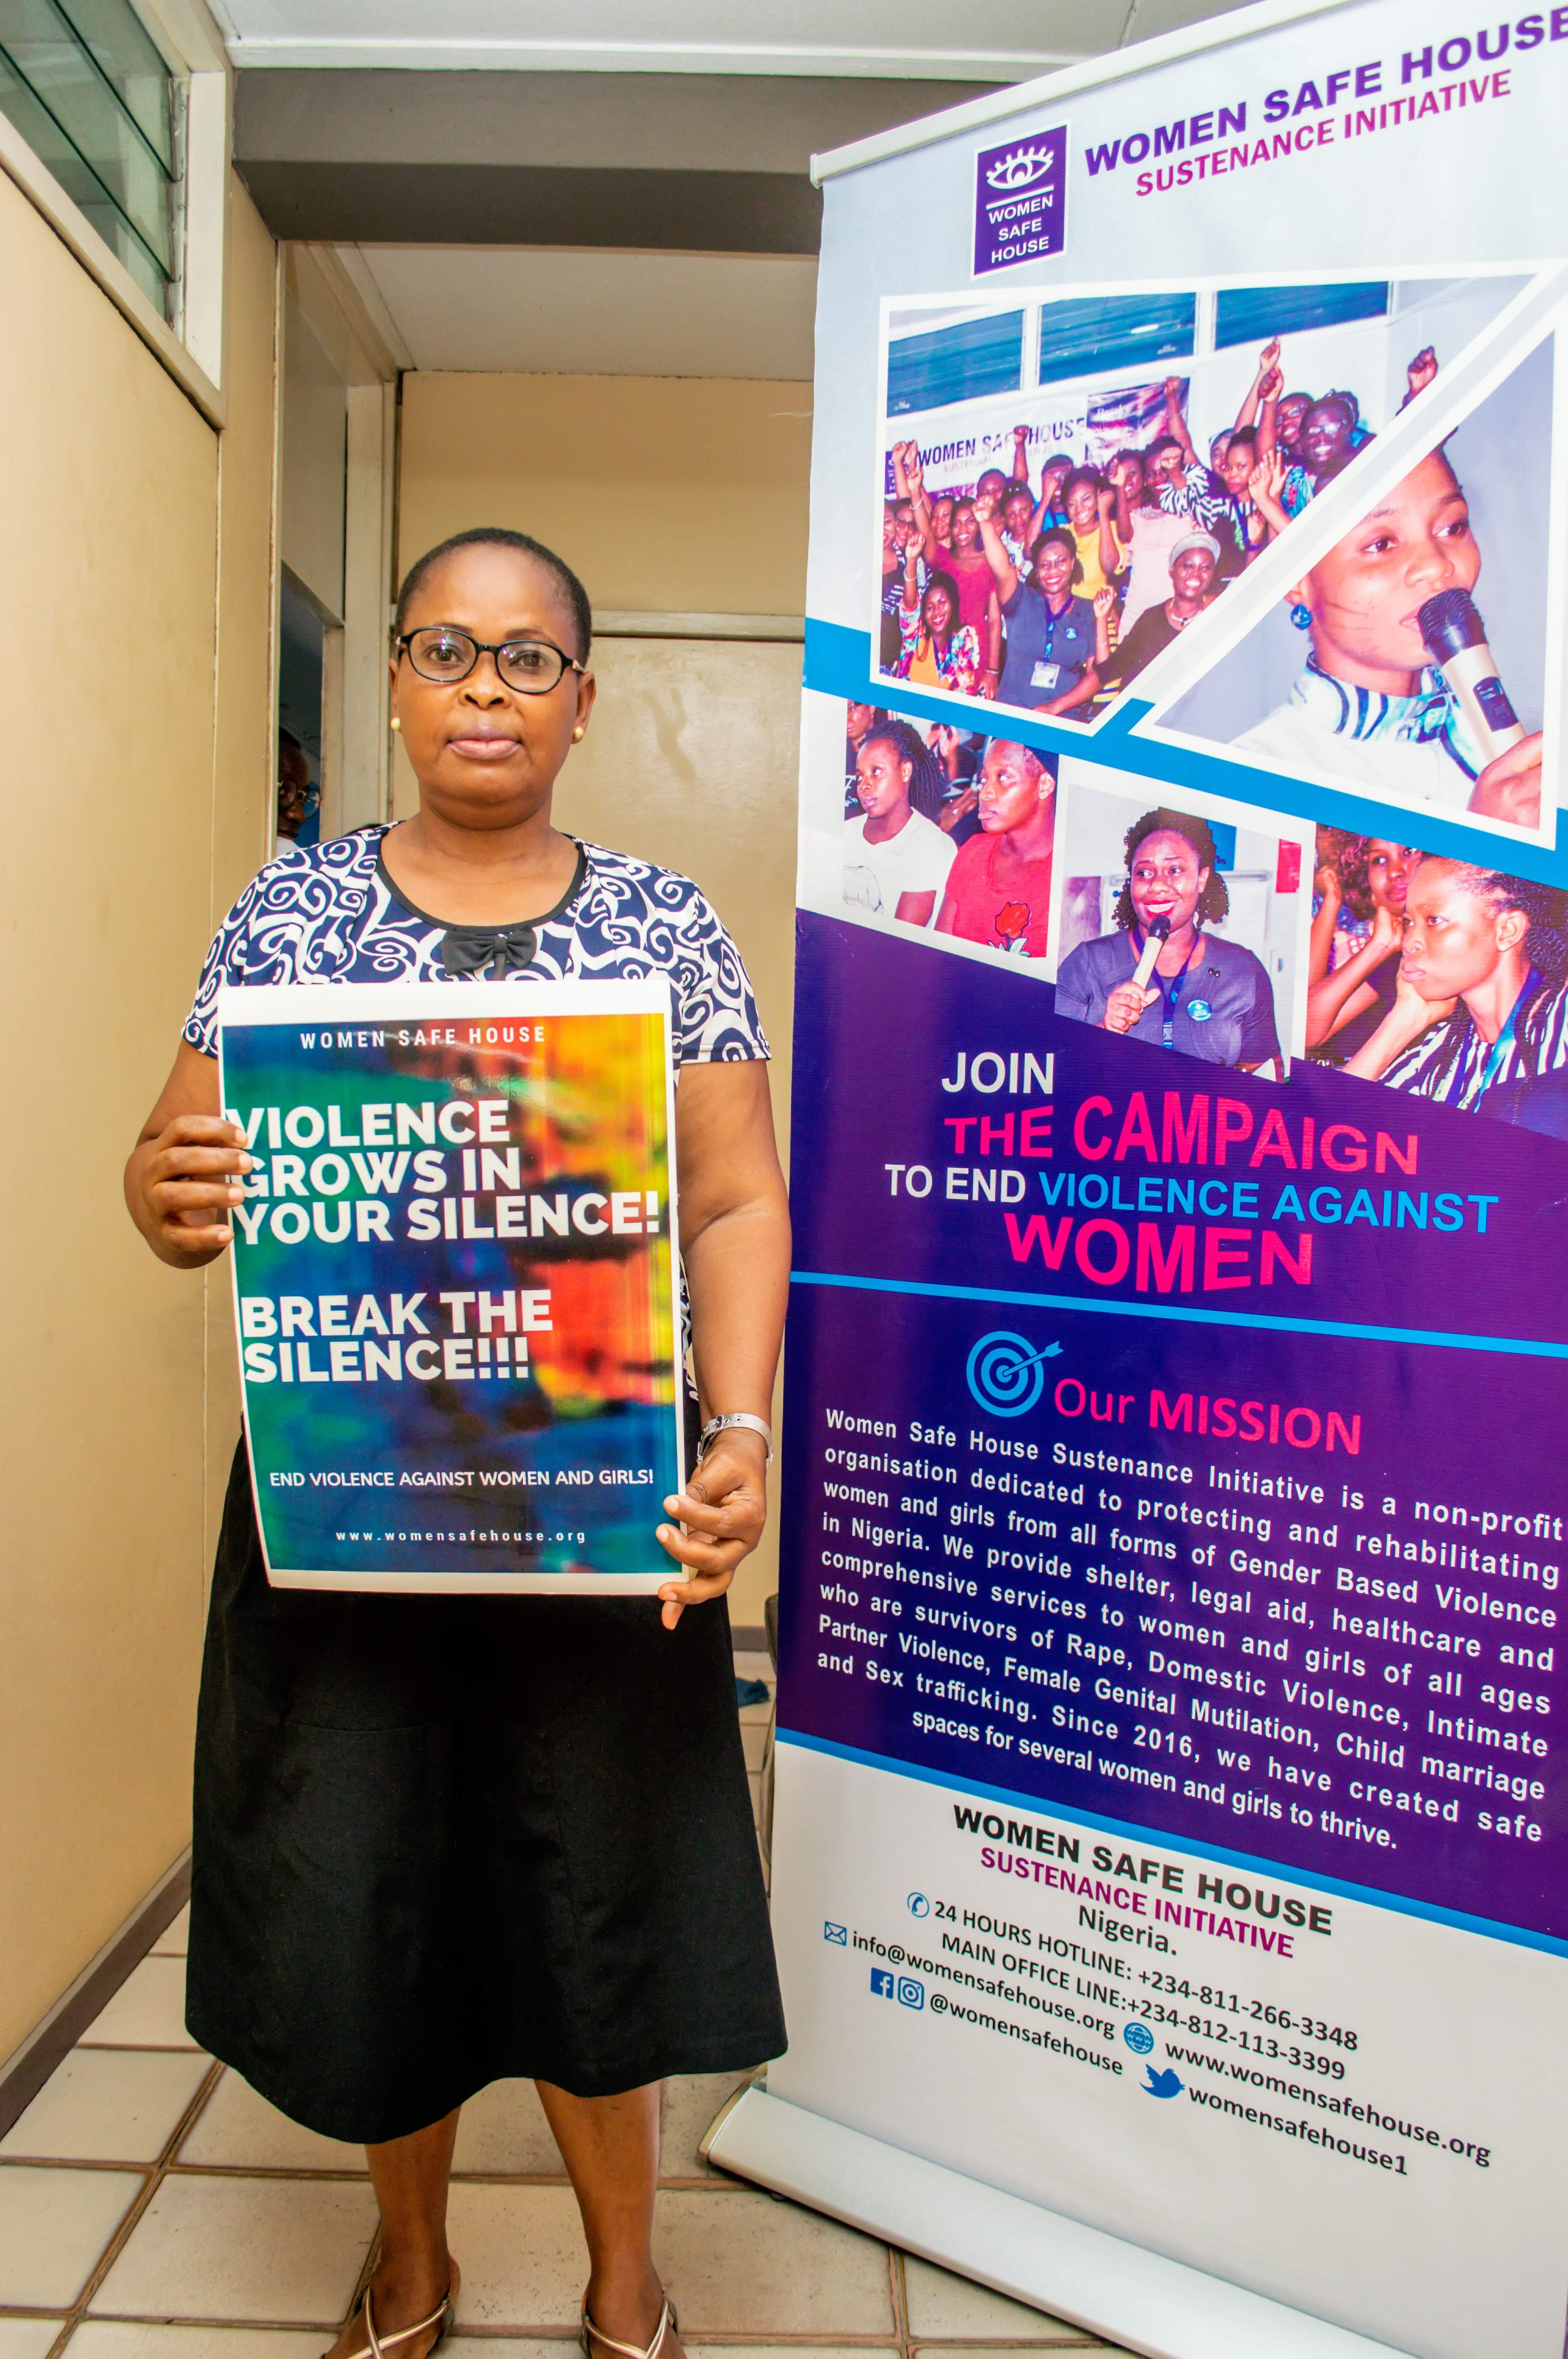 WOMEN SAFE HOUSE
VIOLENCE
GROWS IN
YOUR SILENCE!
BREAK THE
SILENCE!!!
END VIOLENCE AGAINST WOMEN AND GIRLS!
www.womensafehouse.org
WOMEN SAFE HOUSE
SUSTENANCE INITIATIVE
WOMEN
SAFE
HOUSE
WOMEN SAFE HOUSE
JOIN
THE CAMPAIGN
TO END VIOLENCE AGAINST
WOMEN
Our MISSION
Women Safe House Sustenance Initiative is a non-profit
organisation dedicated to protecting and rehabilitating
women and girls from all forms of Gender Based Violence
in Nigeria. We provide shelter, legal aid, healthcare and
comprehensive services to women and girls of all ages
who are survivors of Rape, Domestic Violence, Intimate
Partner Violence, Female Genital Mutilation, Child marriage
and Sex trafficking. Since 2016, we have created safe
spaces for several women and girls to thrive.
WOMEN SAFE HOUSE
SUSTENANCE INITIATIVE
Nigeria.
24 HOURS HOTLINE: +234-811-266-3348
MAIN OFFICE LINE:+234-812-113-3399
info@womensafehouse.org www.womensafehouse.org
@womensafehouse womensafehouse1